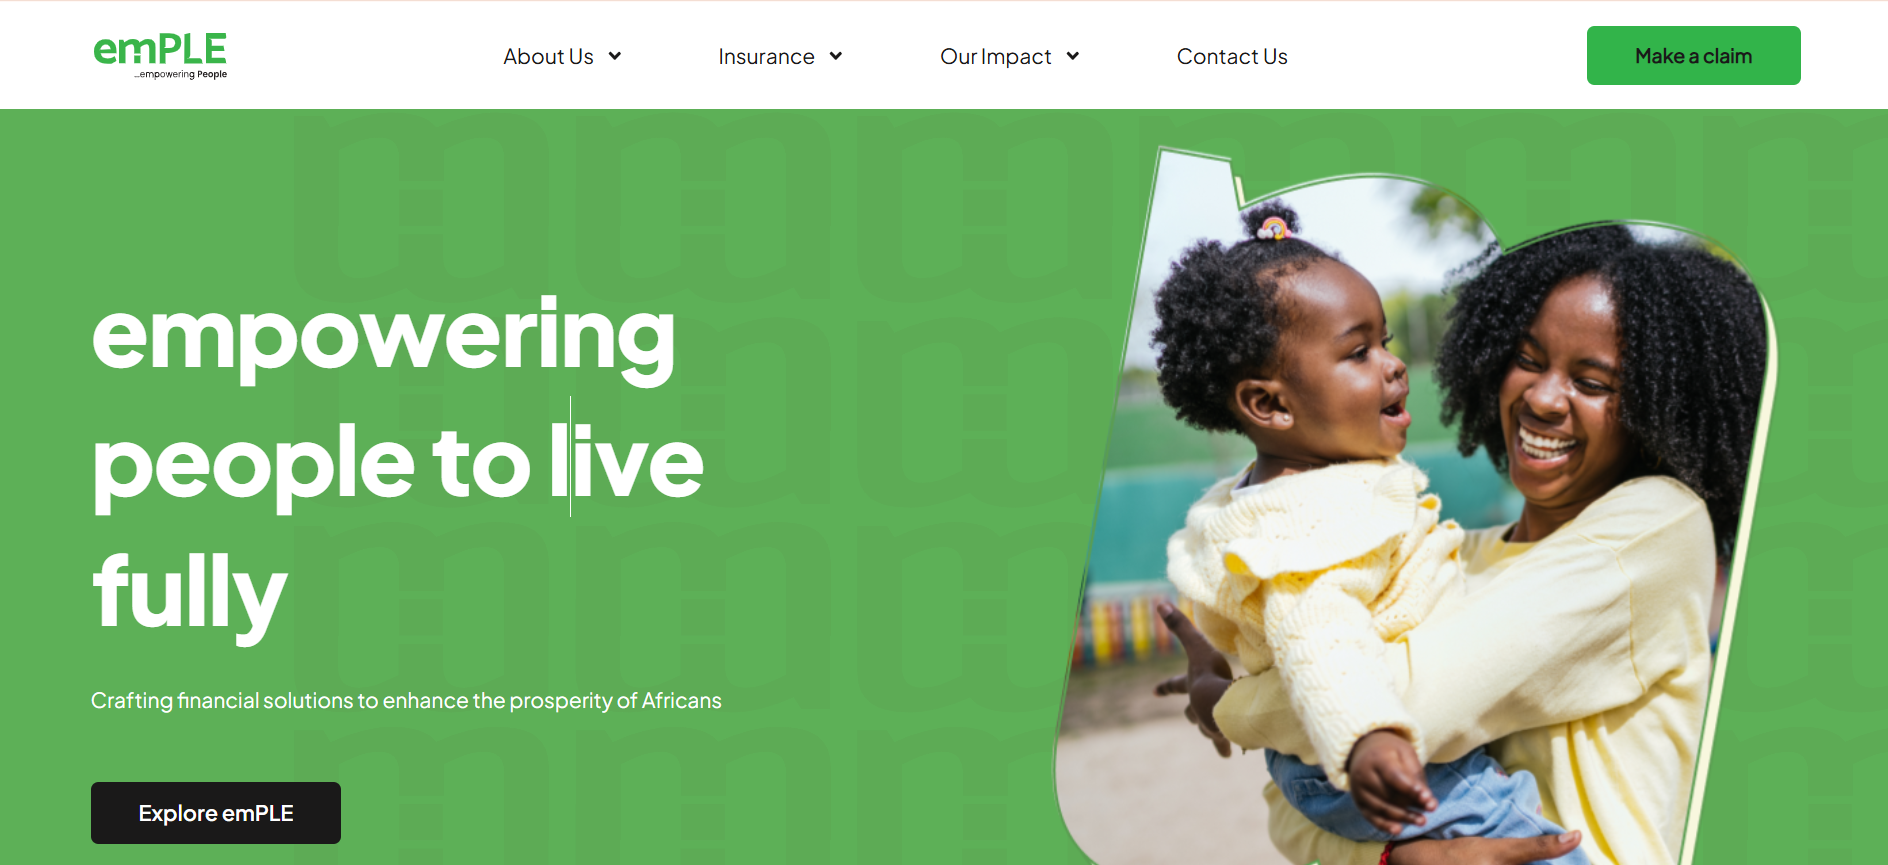 emPLE
...empowering People
About Us
Insurance
Our Impact
Contact Us
Make a claim
empowering
people to live
fully
Crafting financial solutions to enhance the prosperity of Africans
Explore emPLE